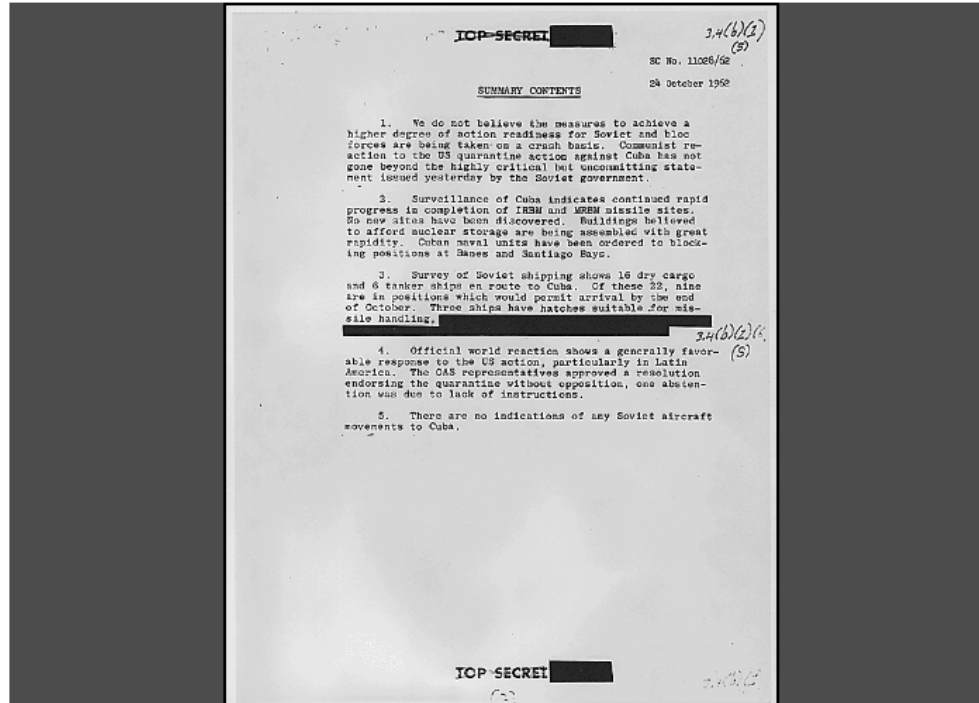 TOP SECRET
3.4(b)(1)
(S)
SC No. 11026/62
24 October 1962
SUMMARY CONTENTS
1. We do not believe the measures to achieve a
higher degree of action readiness for Soviet and bloc
forces are being taken on a crash basis. Communist re-
action to the US quarantine action against Cuba has not
gone beyond the highly critical but uncommitting state-
ment issued yesterday by the Soviet government.
2. Surveillance of Cuba indicates continued rapid
progress in completion of IRBM and MRBM missile sites.
No new sites have been discovered. Buildings believed
to afford nuclear storage are being assembled with great
rapidity. Cuban naval units have been ordered to block-
ing positions at Banes and Santiago Bays.
3. Survey of Soviet shipping shows 16 dry cargo
and 6 tanker ships en route to Cuba. Of these 22, nine
are in positions which would permit arrival by the end
of October. Three ships have hatches suitable for mis-
sile handling,
3.4(b)(1)
(S)
4. Official world reaction shows a generally favor-
able response to the US action, particularly in Latin
America. The OAS representatives approved a resolution
endorsing the quarantine without opposition, one absten-
tion was due to lack of instructions.
5. There are no indications of any Soviet aircraft
movements to Cuba.
TOP SECRET